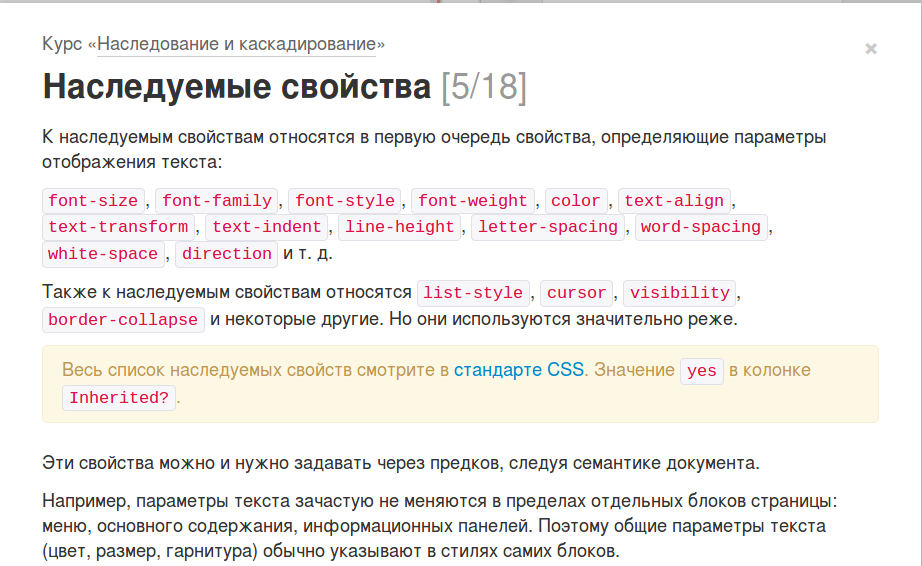 Курс «Наследование и каскадирование»
×
Наследуемые свойства [5/18]
К наследуемым свойствам относятся в первую очередь свойства, определяющие параметры
отображения текста:
font-size, font-family, font-style, font-weight, color, text-align,
text-transform, text-indent, line-height, letter-spacing, word-spacing,
white-space, direction и т. д.
Также к наследуемым свойствам относятся list-style, cursor, visibility,
border-collapse и некоторые другие. Но они используются значительно реже.
Весь список наследуемых свойств смотрите в стандарте CSS. Значение yes в колонке
Inherited?.
Эти свойства можно и нужно задавать через предков, следуя семантике документа.
Например, параметры текста зачастую не меняются в пределах отдельных блоков страницы:
меню, основного содержания, информационных панелей. Поэтому общие параметры текста
(цвет, размер, гарнитура) обычно указывают в стилях самих блоков.